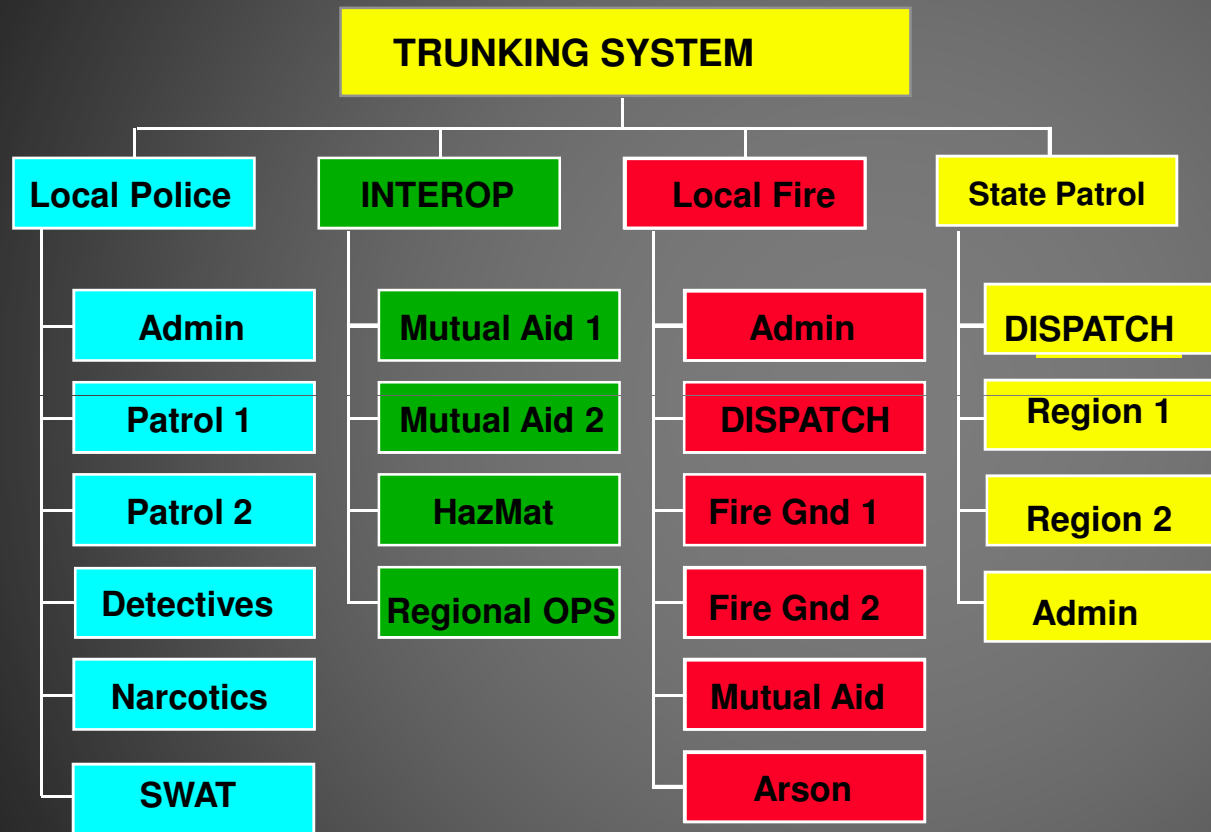 TRUNKING SYSTEM
Local Police
Admin
Patrol 1
Patrol 2
Detectives
Narcotics
SWAT
INTEROP
Mutual Aid 1
Mutual Aid 2
HazMat
Regional OPS
Local Fire
Admin
DISPATCH
Fire Gnd 1
Fire Gnd 2
Mutual Aid
Arson
State Patrol
DISPATCH
Region 1
Region 2
Admin